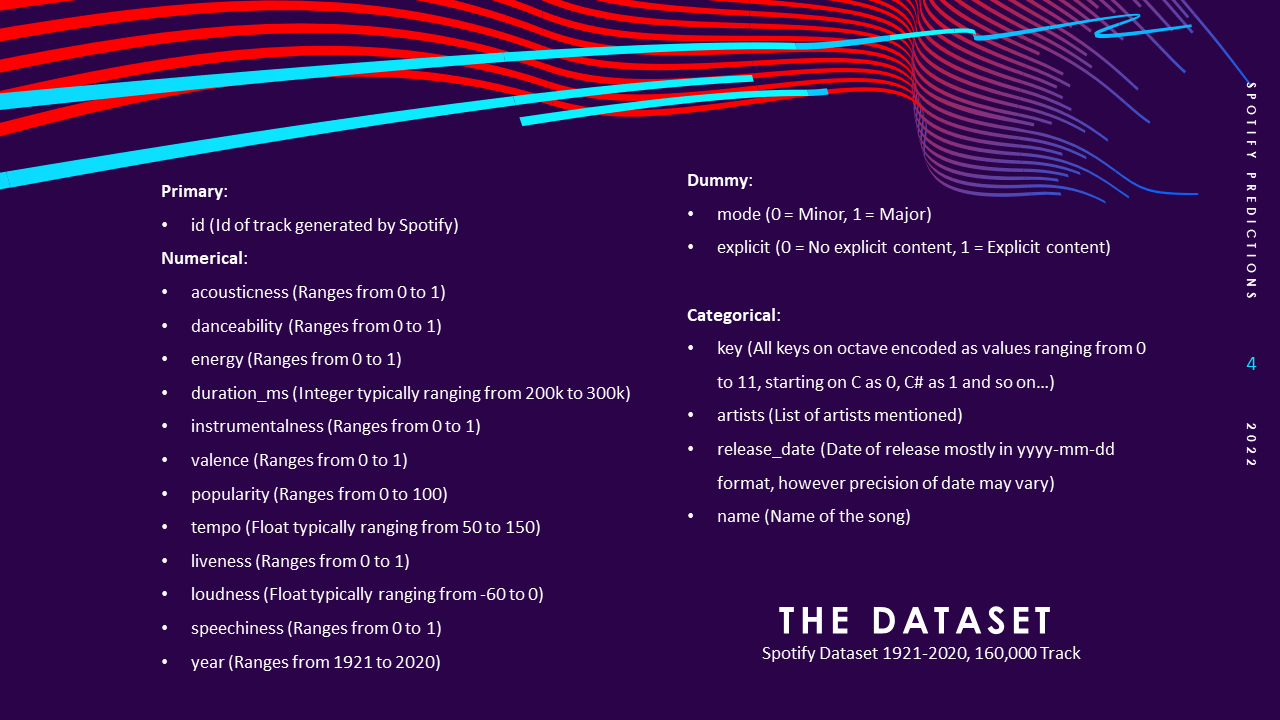 Primary:
• id (Id of track generated by Spotify)
Numerical:
• acousticness (Ranges from 0 to 1)
• danceability (Ranges from 0 to 1)
• energy (Ranges from 0 to 1)
• duration_ms (Integer typically ranging from 200k to 300k)
• instrumentalness (Ranges from 0 to 1)
• valence (Ranges from 0 to 1)
• popularity (Ranges from 0 to 100)
• tempo (Float typically ranging from 50 to 150)
• liveness (Ranges from 0 to 1)
• loudness (Float typically ranging from -60 to 0)
• speechiness (Ranges from 0 to 1)
• year (Ranges from 1921 to 2020)
Dummy:
• mode (0 = Minor, 1 = Major)
• explicit (0 = No explicit content, 1 = Explicit content)
Categorical:
• key (All keys on octave encoded as values ranging from 0
to 11, starting on C as 0, C# as 1 and so on…)
• artists (List of artists mentioned)
• release_date (Date of release mostly in yyyy-mm-dd
format, however precision of date may vary)
• name (Name of the song)
THE DATASET
Spotify Dataset 1921-2020, 160,000 Track
SPOTIFY PREDICTIONS
4
2022